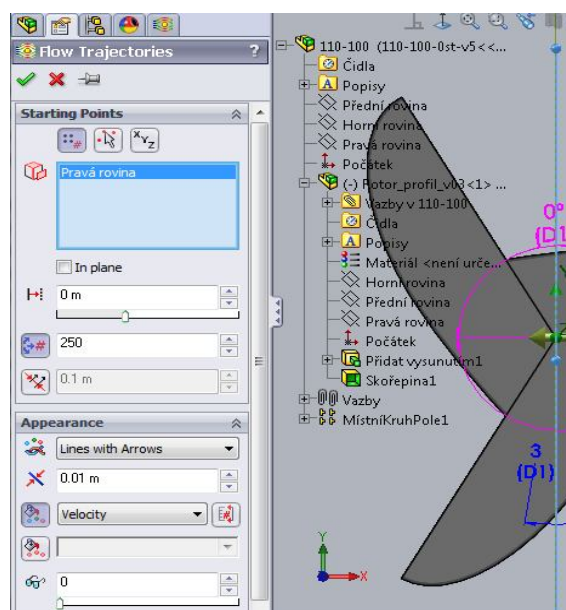 Flow Trajectories ?
Starting Points
#
X Y Z
Pravá rovina
In plane
0 m
# 250
0.1 m
Appearance
Lines with Arrows
0.01 m
Velocity
0
110-100 (110-100-0st-v5<<...
Čidla
A Popisy
Přední rovina
Horní rovina
Pravá rovina
Počátek
(-) Rotor_profil_v03<1> ...
Vazby v 110-100
Čidla
A Popisy
Materiál <není urče...
Horní rovina
Přední rovina
Pravá rovina
Počátek
Přidat vysunutím1
Skořepina1
Vazby
MístníKruhPole1
0°
(D1
Y
3
(D1)
Y
X